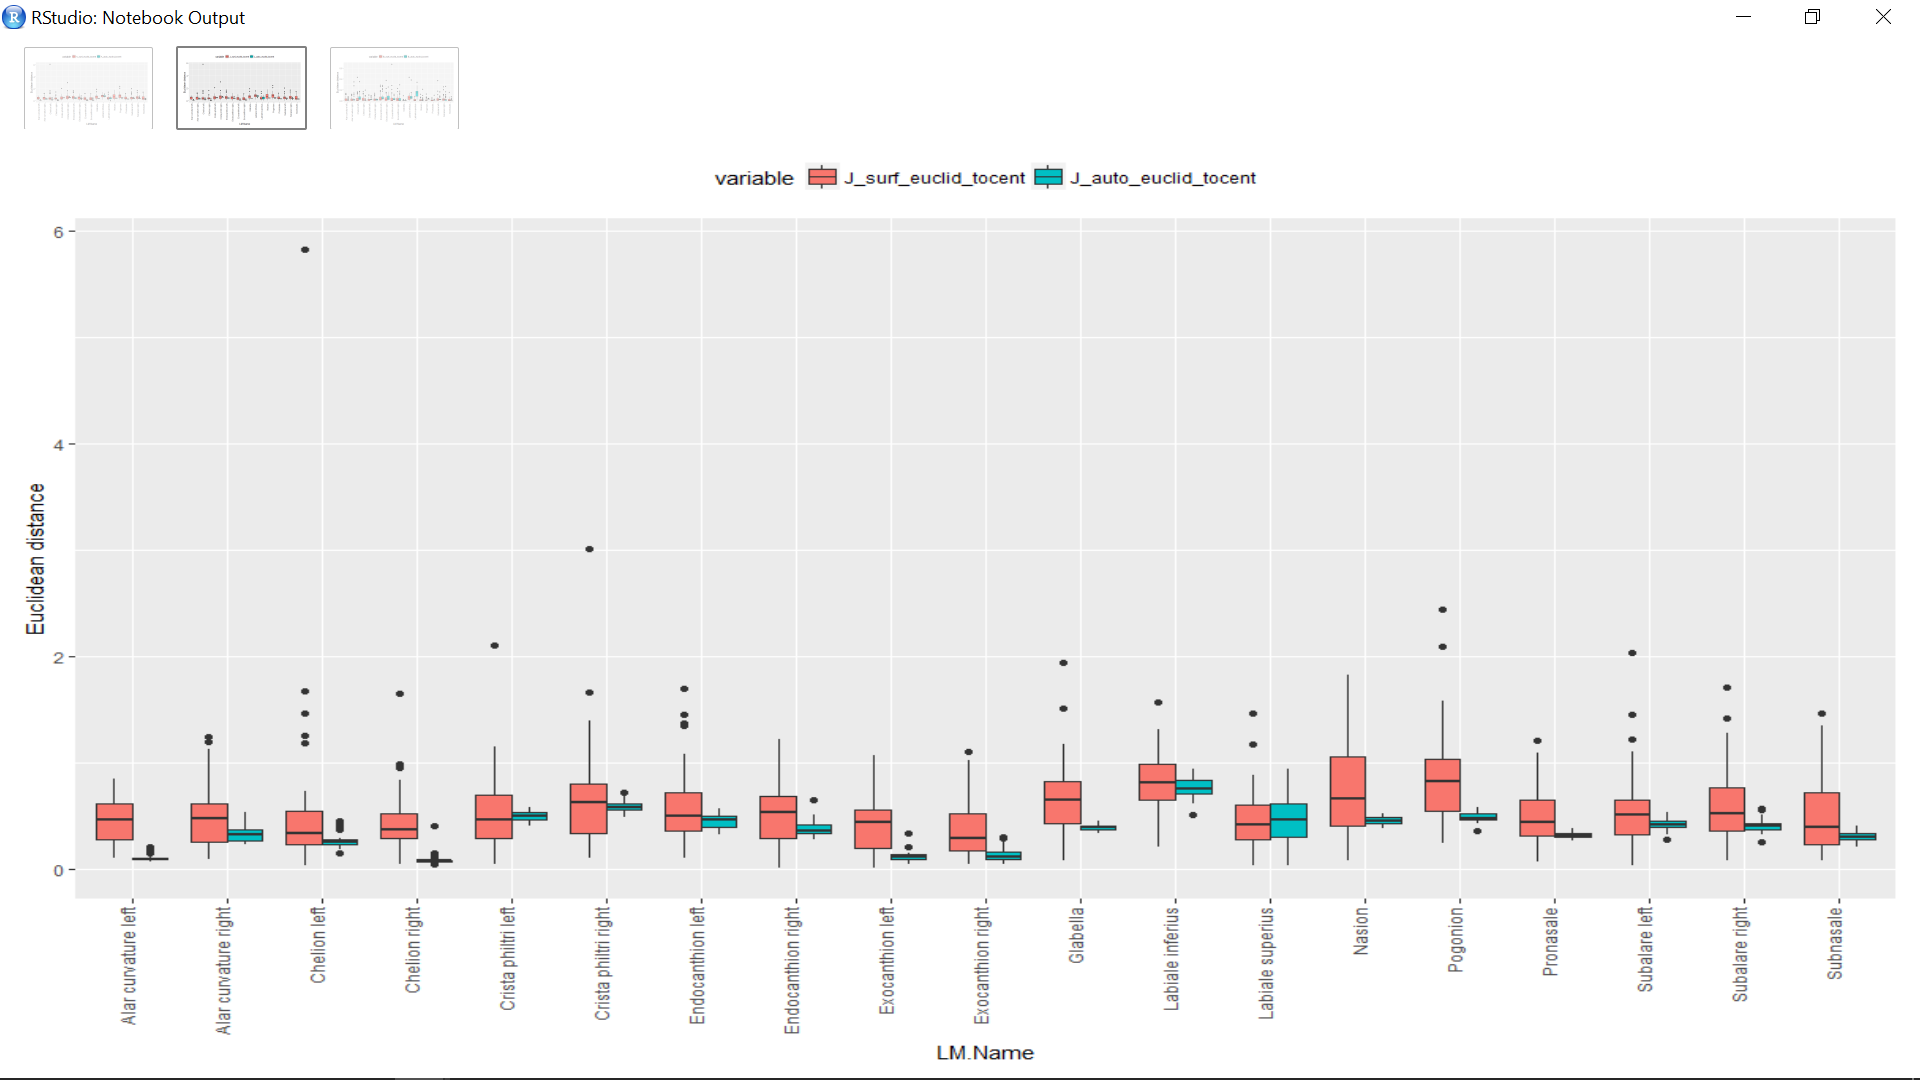 RStudio: Notebook Output
variable J_surf_euclid_tocent J_auto_euclid_tocent
6
4
2
0
Euclidean distance
Alar curvature left
Alar curvature right
Chelion left
Chelion right
Crista philtri left
Crista philtri right
Endocanthion left
Endocanthion right
Exocanthion left
Exocanthion right
Glabella
Labiale inferius
Labiale superius
Nasion
Pogonion
Pronasale
Subalare left
Subalare right
Subnasale
LM.Name